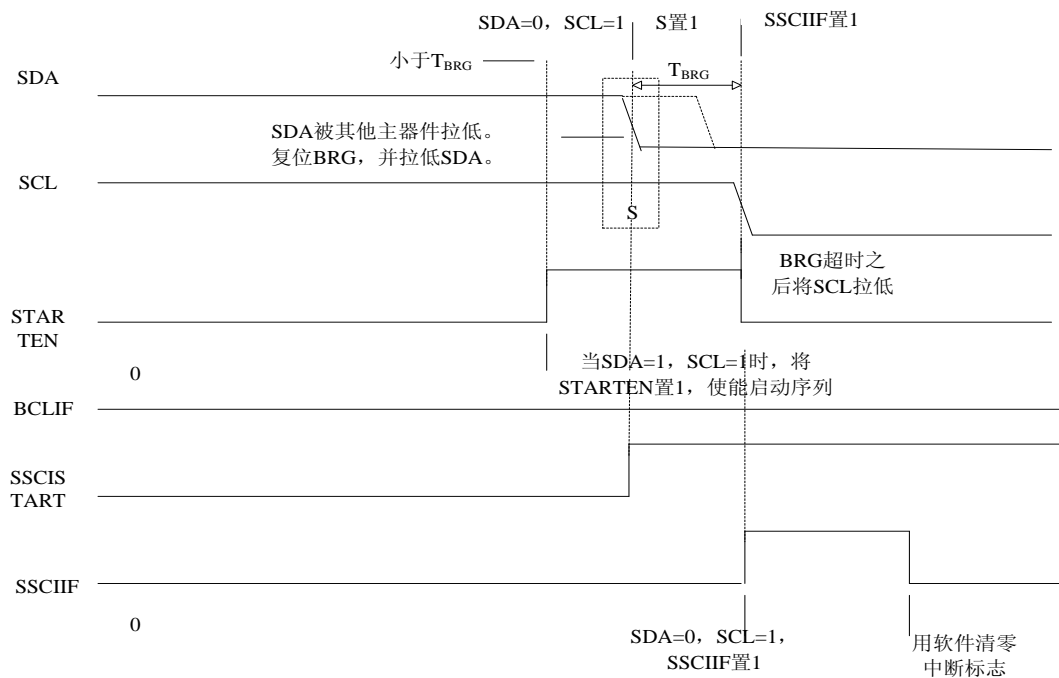 SDA=0，SCL=1
S置1
SSCIIF置1
小于TBRG
TBRG
SDA
SDA被其他主器件拉低。
复位BRG，并拉低SDA。
SCL
S
BRG超时之
后将SCL拉低
STAR
TEN
0
当SDA=1，SCL=1时，将
STARTEN置1，使能启动序列
BCLIF
SSCIS
TART
SSCIIF
0
SDA=0，SCL=1，
SSCIIF置1
用软件清零
中断标志